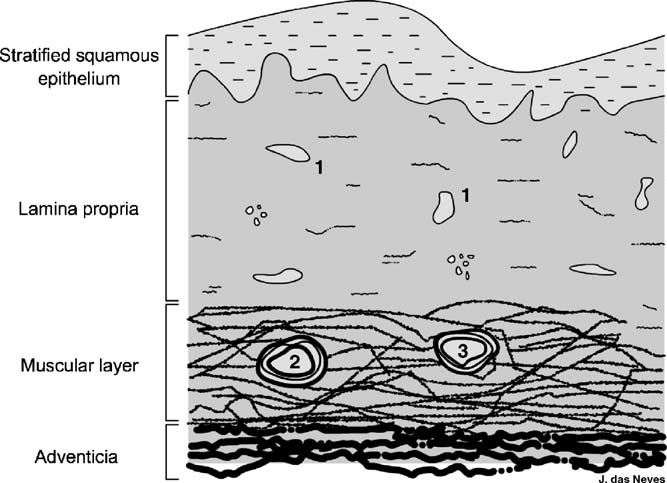 Stratified squamous
epithelium
1
1
Lamina propria
2
3
Muscular layer
Adventicia
J. das Neves